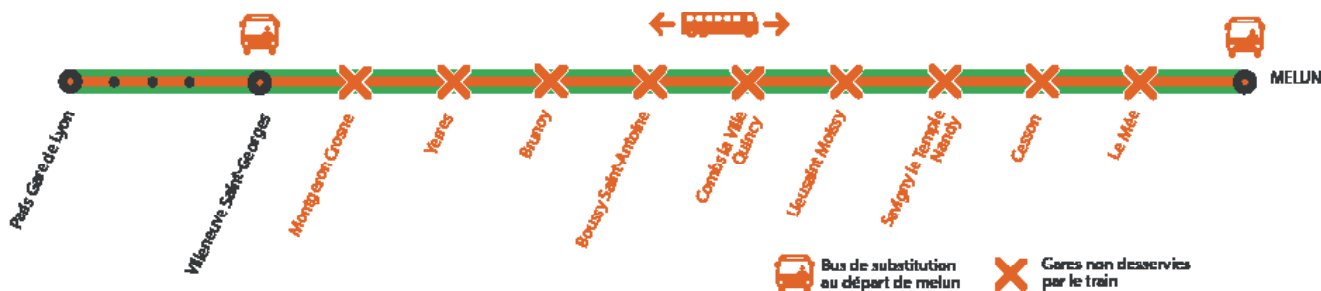 MELUN
Paris Gare de Lyon
Villeneuve Saint-Georges
Montgeron Crosne
Yerres
Brunoy
Boussy Saint-Antoine
Combs la Ville
Quincy
Lieusaint Moissy
Savigny le Temple
Nandy
Cesson
Le Mée
Bus de substitution
au départ de melun
Gares non desservies
par le train